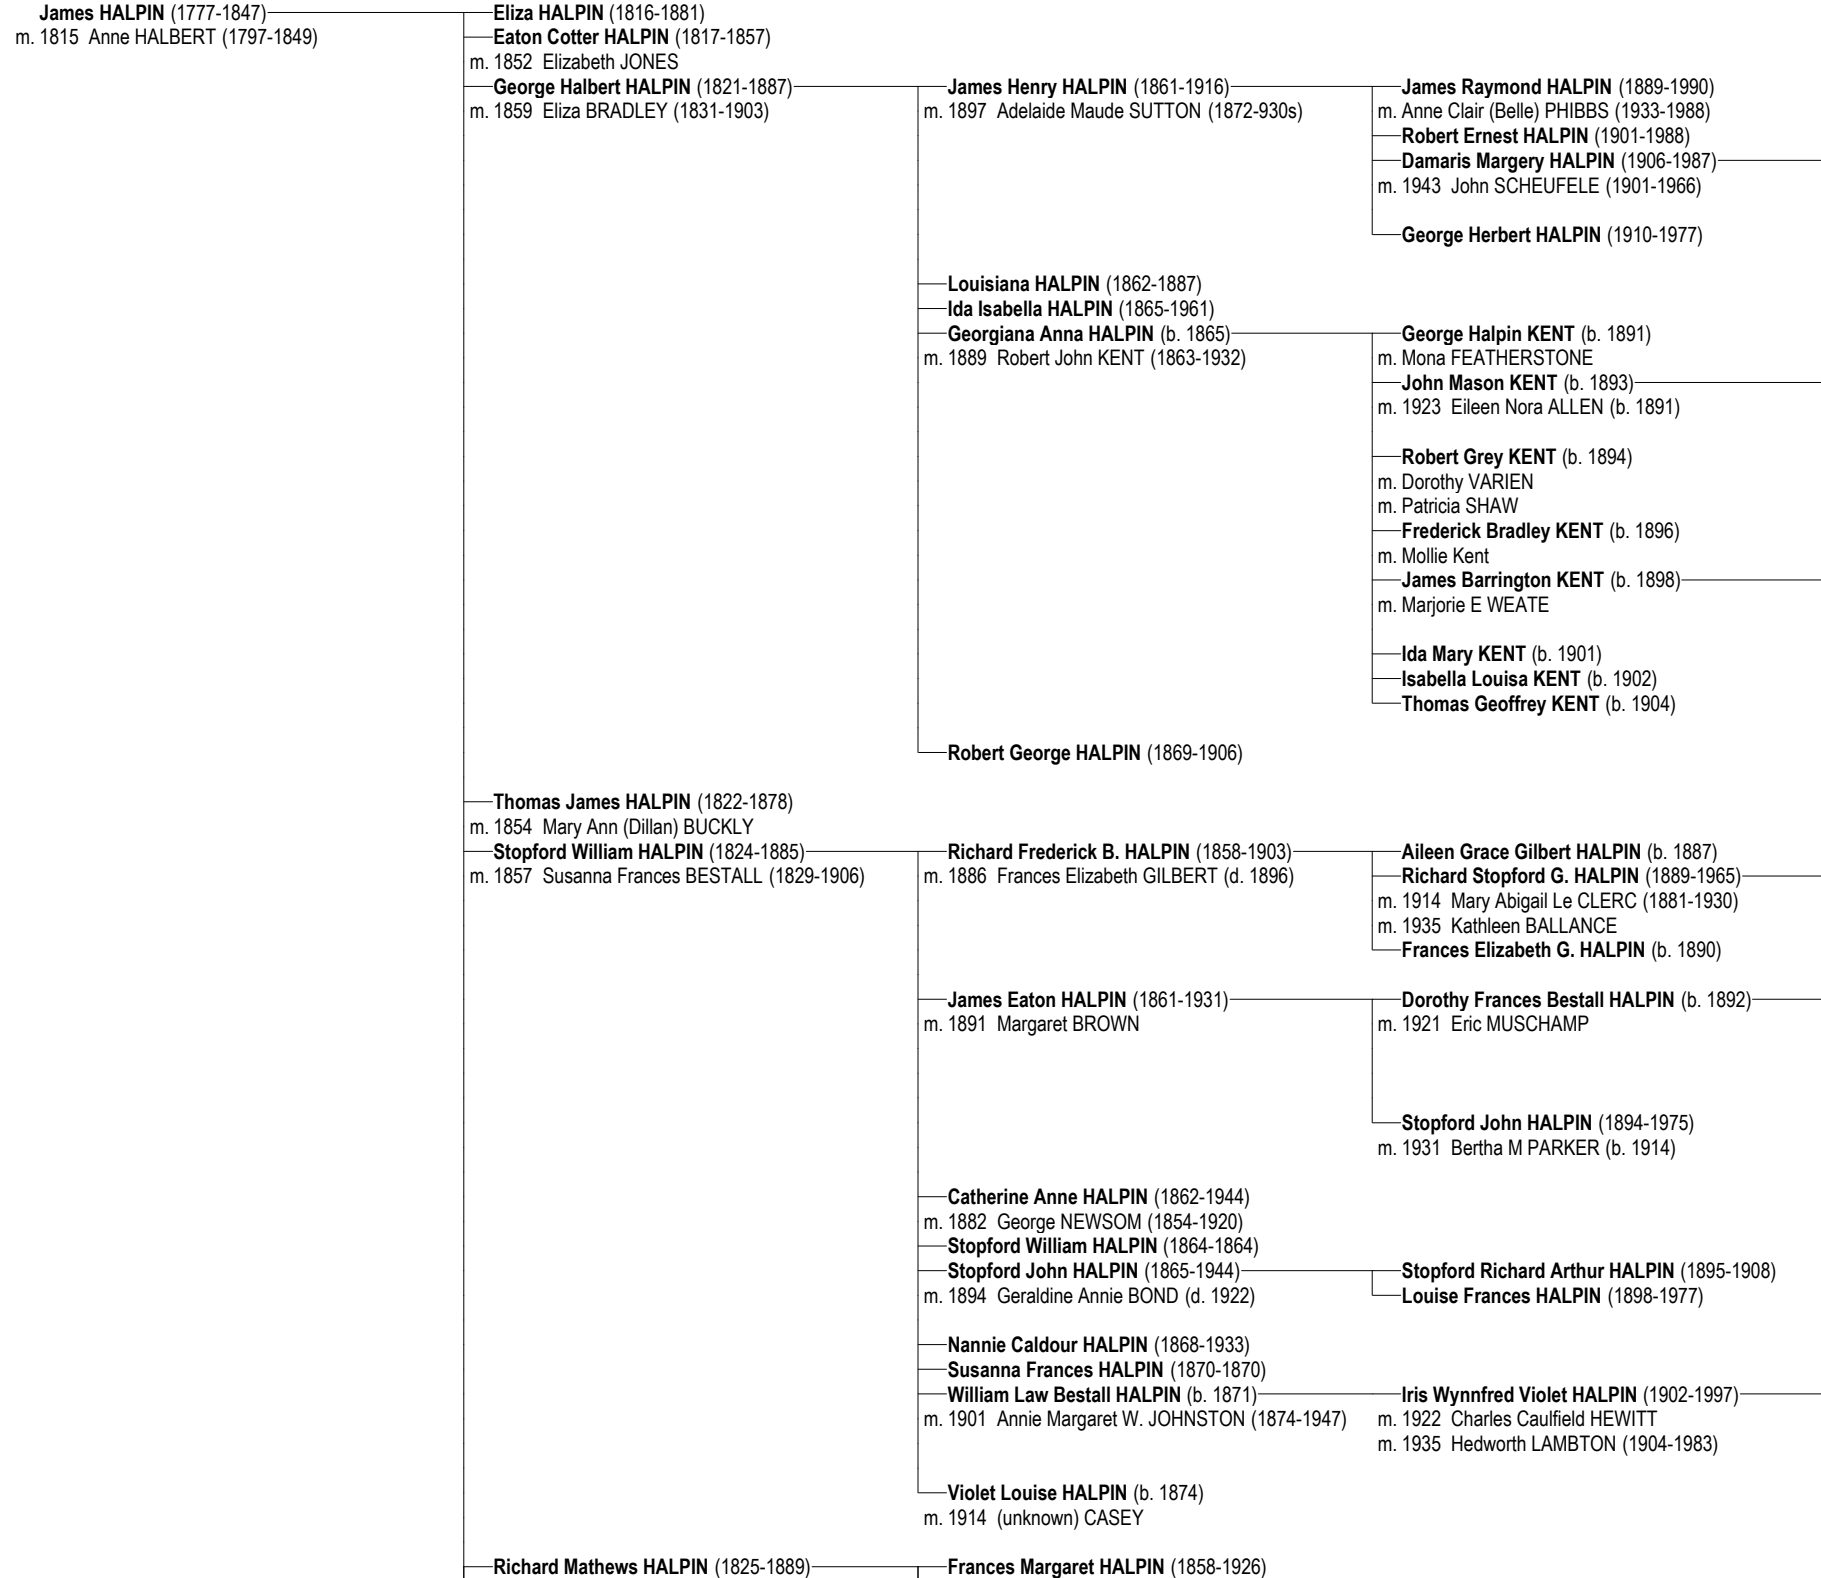 James HALPIN (1777-1847)
m. 1815 Anne HALBERT (1797-1849)
Eliza HALPIN (1816-1881)
Eaton Cotter HALPIN (1817-1857)
m. 1852 Elizabeth JONES
George Halbert HALPIN (1821-1887)
m. 1859 Eliza BRADLEY (1831-1903)
James Henry HALPIN (1861-1916)
m. 1897 Adelaide Maude SUTTON (1872-930s)
James Raymond HALPIN (1889-1990)
m. Anne Clair (Belle) PHIBBS (1933-1988)
Robert Ernest HALPIN (1901-1988)
Damaris Margery HALPIN (1906-1987)
m. 1943 John SCHEUFELE (1901-1966)
George Herbert HALPIN (1910-1977)
Louisiana HALPIN (1862-1887)
Ida Isabella HALPIN (1865-1961)
Georgiana Anna HALPIN (b. 1865)
m. 1889 Robert John KENT (1863-1932)
George Halpin KENT (b. 1891)
m. Mona FEATHERSTONE
John Mason KENT (b. 1893)
m. 1923 Eileen Nora ALLEN (b. 1891)
Robert Grey KENT (b. 1894)
m. Dorothy VARIEN
m. Patricia SHAW
Frederick Bradley KENT (b. 1896)
m. Mollie Kent
James Barrington KENT (b. 1898)
m. Marjorie E WEATE
Ida Mary KENT (b. 1901)
Isabella Louisa KENT (b. 1902)
Thomas Geoffrey KENT (b. 1904)
Robert George HALPIN (1869-1906)
Thomas James HALPIN (1822-1878)
m. 1854 Mary Ann (Dillan) BUCKLY
Stopford William HALPIN (1824-1885)
m. 1857 Susanna Frances BESTALL (1829-1906)
Richard Frederick B. HALPIN (1858-1903)
m. 1886 Frances Elizabeth GILBERT (d. 1896)
Aileen Grace Gilbert HALPIN (b. 1887)
Richard Stopford G. HALPIN (1889-1965)
m. 1914 Mary Abigail Le CLERC (1881-1930)
m. 1935 Kathleen BALLANCE
Frances Elizabeth G. HALPIN (b. 1890)
James Eaton HALPIN (1861-1931)
m. 1891 Margaret BROWN
Dorothy Frances Bestall HALPIN (b. 1892)
m. 1921 Eric MUSCHAMP
Stopford John HALPIN (1894-1975)
m. 1931 Bertha M PARKER (b. 1914)
Catherine Anne HALPIN (1862-1944)
m. 1882 George NEWSOM (1854-1920)
Stopford William HALPIN (1864-1864)
Stopford John HALPIN (1865-1944)
m. 1894 Geraldine Annie BOND (d. 1922)
Stopford Richard Arthur HALPIN (1895-1908)
Louise Frances HALPIN (1898-1977)
Nannie Caldour HALPIN (1868-1933)
Susanna Frances HALPIN (1870-1870)
William Law Bestall HALPIN (b. 1871)
m. 1901 Annie Margaret W. JOHNSTON (1874-1947)
Iris Wynnfred Violet HALPIN (1902-1997)
m. 1922 Charles Caulfield HEWITT
m. 1935 Hedworth LAMBTON (1904-1983)
Violet Louise HALPIN (b. 1874)
m. 1914 (unknown) CASEY
Richard Mathews HALPIN (1825-1889)
Frances Margaret HALPIN (1858-1926)